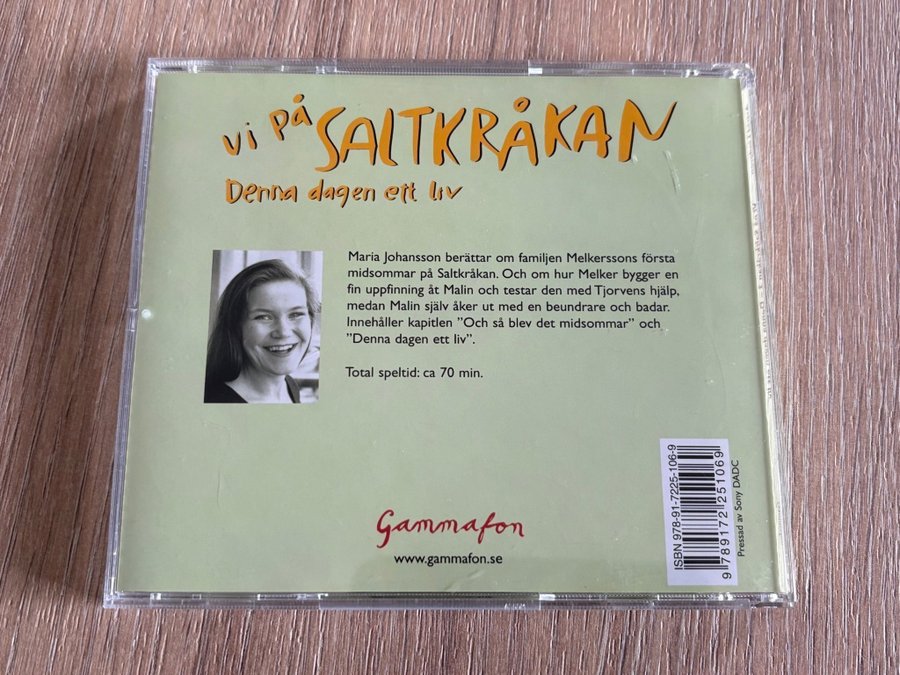 Vi på SALTKRÅKAN
Denna dagen ett liv
Maria Johansson berättar om familjen Melkerssons första
midsommar på Saltkråkan. Och om hur Melker bygger en
fin uppfinning åt Malin och testar den med Tjorvens hjälp,
medan Malin själv åker ut med en beundrare och badar.
Innehåller kapitlen ”Och så blev det midsommar” och
”Denna dagen ett liv”.
Total speltid: ca 70 min.
Gammafon
www.gammafon.se
ISBN 978-91-7225-106-9
9 789172 251069
Pressad av Sony DADC